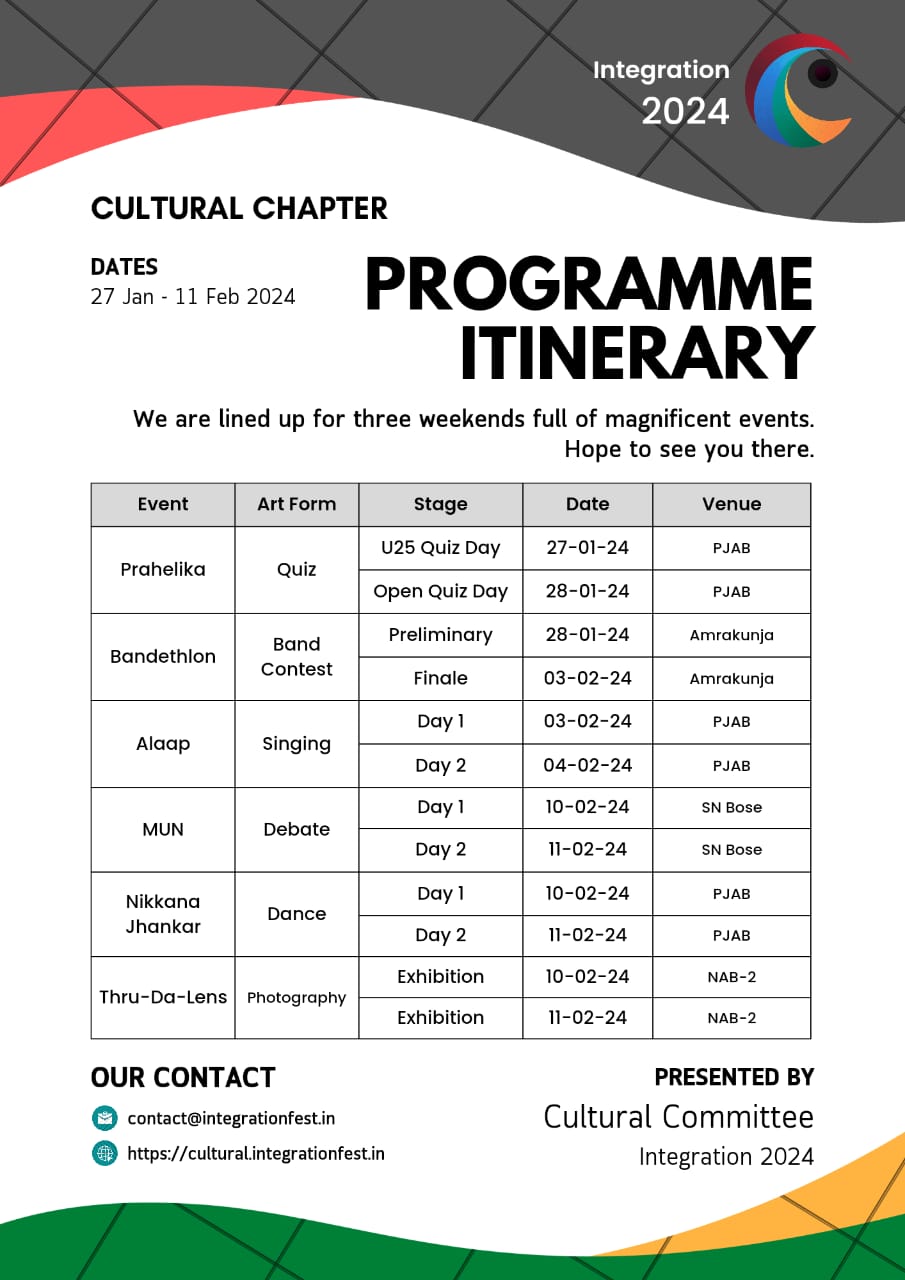 Integration
2024
CULTURAL CHAPTER
DATES
27 Jan - 11 Feb 2024
PROGRAMME
ITINERARY
We are lined up for three weekends full of magnificent events.
Hope to see you there.
Event Art Form Stage Date Venue
Prahelika Quiz U25 Quiz Day 27-01-24 PJAB
Open Quiz Day 28-01-24 PJAB
Bandethlon Band Contest Preliminary 28-01-24 Amrakunja
Finale 03-02-24 Amrakunja
Alaap Singing Day 1 03-02-24 PJAB
Day 2 04-02-24 PJAB
MUN Debate Day 1 10-02-24 SN Bose
Day 2 11-02-24 SN Bose
Nikkana Jhankar Dance Day 1 10-02-24 PJAB
Day 2 11-02-24 PJAB
Thru-Da-Lens Photography Exhibition 10-02-24 NAB-2
Exhibition 11-02-24 NAB-2
OUR CONTACT
contact@integrationfest.in
https://cultural.integrationfest.in
PRESENTED BY
Cultural Committee
Integration 2024